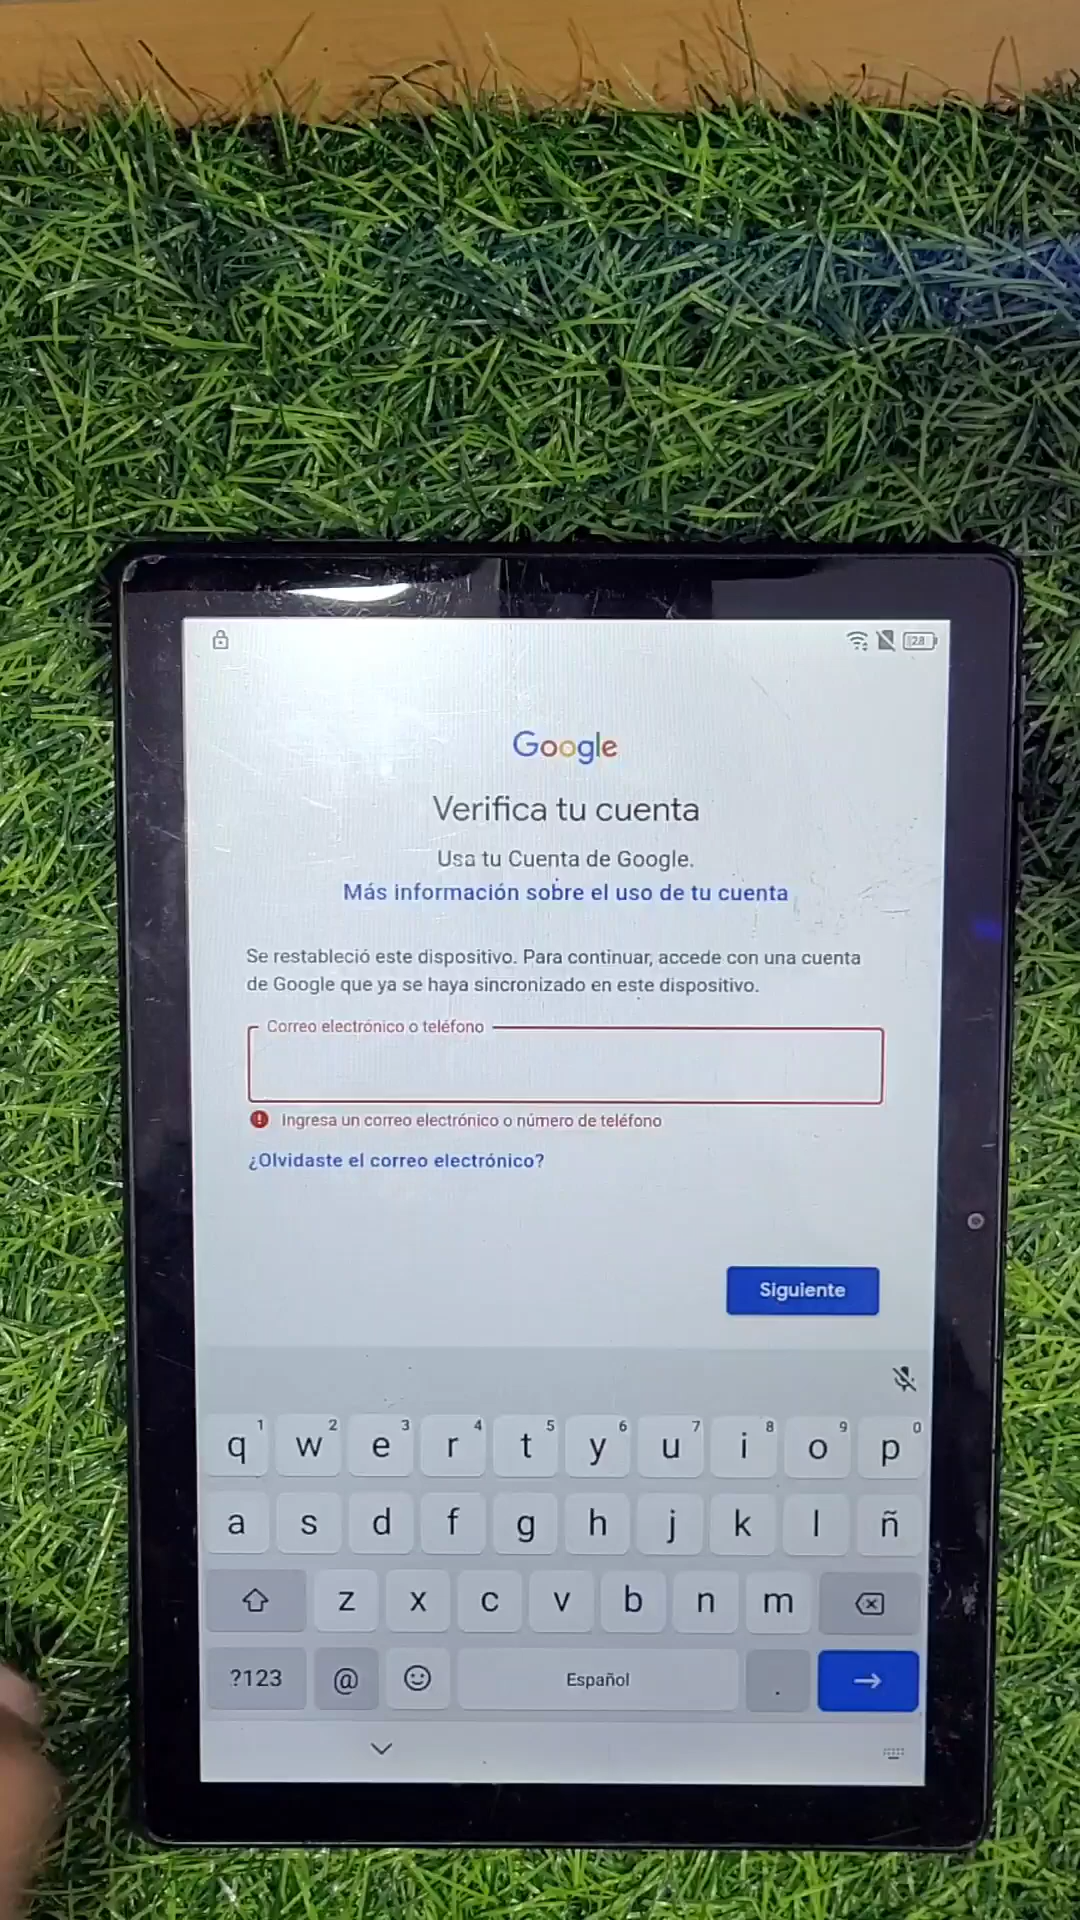 28
Google
Verifica tu cuenta
Usa tu Cuenta de Google.
Más información sobre el uso de tu cuenta
Se restableció este dispositivo. Para continuar, accede con una cuenta
de Google que ya se haya sincronizado en este dispositivo.
Correo electrónico o teléfono
Ingresa un correo electrónico o número de teléfono
¿Olvidaste el correo electrónico?
Siguiente
q 1 w 2 e 3 r 4 t 5 y 6 u 7 i 8 o 9 p 0
a s d f g h j k l ñ
z x c v b n m
?123 @ Español .